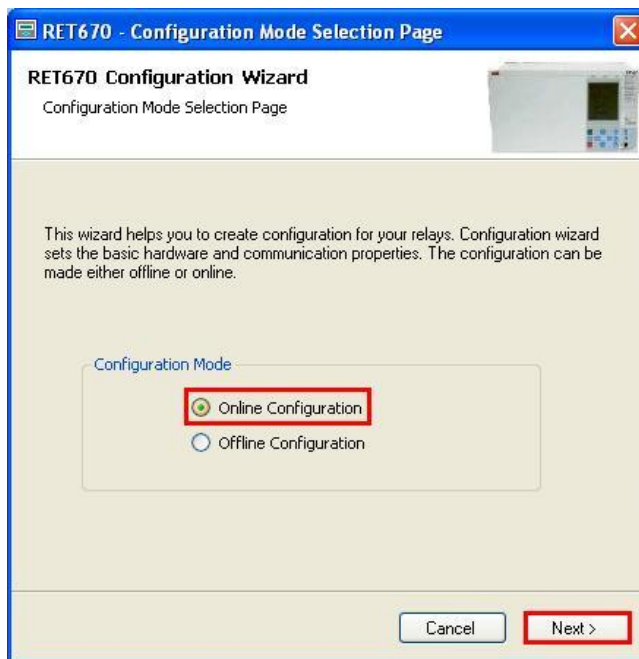 RET670 - Configuration Mode Selection Page
RET670 Configuration Wizard
Configuration Mode Selection Page
This wizard helps you to create configuration for your relays. Configuration wizard
sets the basic hardware and communication properties. The configuration can be
made either offline or online.
Configuration Mode
Online Configuration
Offline Configuration
Cancel
Next >